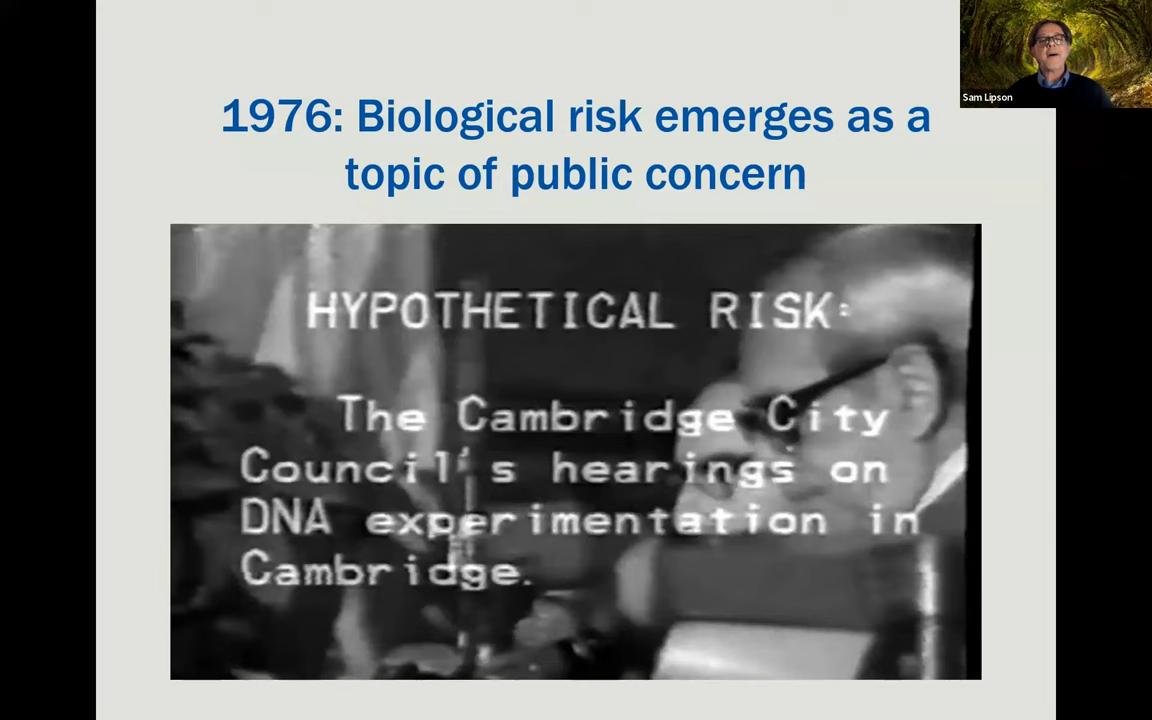 Sam Lipson
1976: Biological risk emerges as a
topic of public concern
HYPOTHETICAL RISK:
The Cambridge City
Council's hearings on
DNA experimentation in
Cambridge.